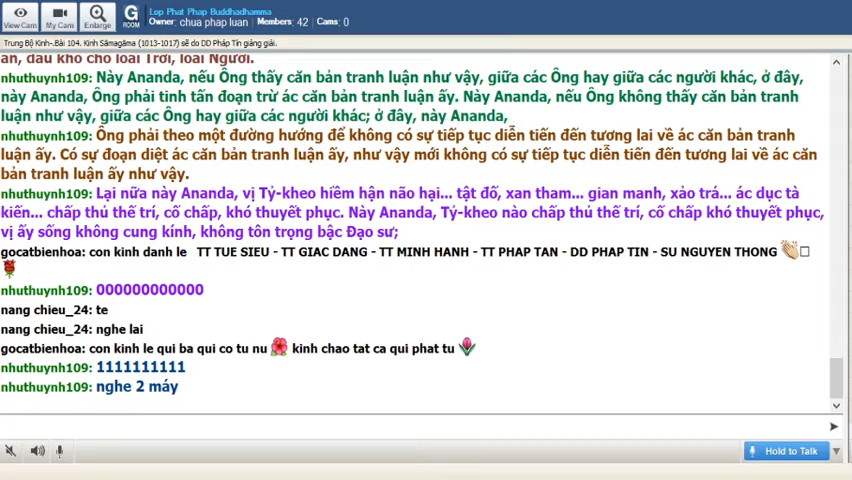 Lop Phat Phap Buddhadhamma
Owner: chua phap luan   Members: 42   Cams: 0
View Cam   My Cam   Enlarge   G ROOM
Trung Bộ Kinh-.Bài 104. Kinh Sāmagāma (1013-1017) sẽ do DD Pháp Tín giảng giải.
an, đau khổ cho loài Trời, loài Người.
nhuthuynh109: Này Ananda, nếu Ông thấy căn bản tranh luận như vậy, giữa các Ông hay giữa các người khác, ở đây,
này Ananda, Ông phải tinh tấn đoạn trừ ác căn bản tranh luận ấy. Này Ananda, nếu Ông không thấy căn bản tranh
luận như vậy, giữa các Ông hay giữa các người khác; ở đây, này Ananda,
nhuthuynh109: Ông phải theo một đường hướng để không có sự tiếp tục diễn tiến đến tương lai về ác căn bản tranh
luận ấy. Có sự đoạn diệt ác căn bản tranh luận ấy, như vậy mới không có sự tiếp tục diễn tiến đến tương lai về ác căn
bản tranh luận ấy như vậy.
nhuthuynh109: Lại nữa này Ananda, vị Tỷ-kheo hiềm hận não hại... tật đố, xan tham... gian manh, xảo trá... ác dục tà
kiến... chấp thủ thế trí, cố chấp, khó thuyết phục. Này Ananda, Tỷ-kheo nào chấp thủ thế trí, cố chấp khó thuyết phục,
vị ấy sống không cung kính, không tôn trọng bậc Đạo sư;
gocatbienhoa: con kinh danh le   TT TUE SIEU - TT GIAC DANG - TT MINH HANH - TT PHAP TAN - DD PHAP TIN - SU NGUYEN THONG
nhuthuynh109: 000000000000
nang chieu_24: te
nang chieu_24: nghe lai
gocatbienhoa: con kinh le qui ba qui co tu nu kinh chao tat ca qui phat tu
nhuthuynh109: 1111111111
nhuthuynh109: nghe 2 máy
Hold to Talk